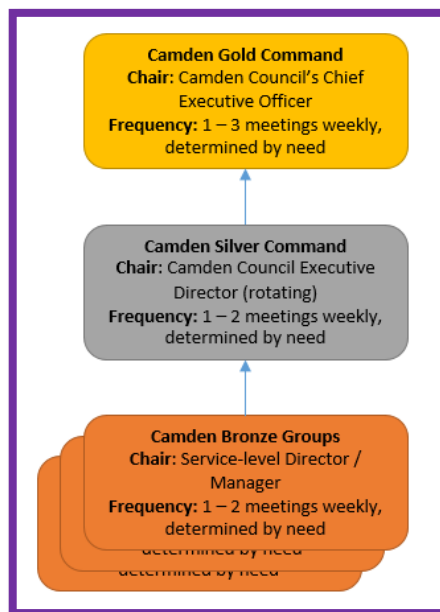 Camden Gold Command
Chair: Camden Council's Chief
Executive Officer
Frequency: 1 – 3 meetings weekly,
determined by need
Camden Silver Command
Chair: Camden Council Executive
Director (rotating)
Frequency: 1 – 2 meetings weekly,
determined by need
Camden Bronze Groups
Chair: Service-level Director /
Manager
Frequency: 1 – 2 meetings weekly,
determined by need
determined by need
determined by need